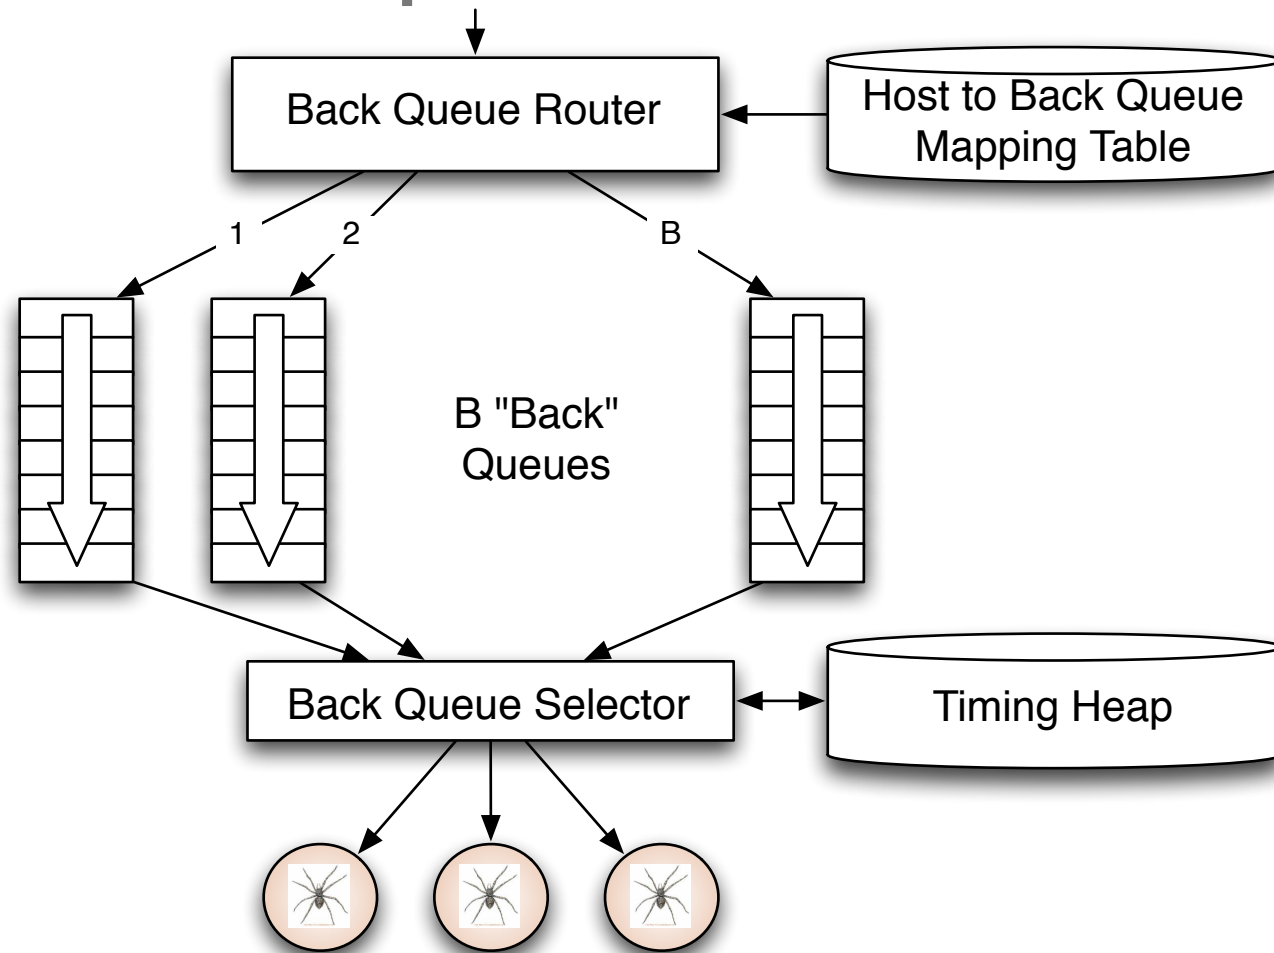 Back Queue Router
Host to Back Queue
Mapping Table
1
2
B
B "Back"
Queues
Back Queue Selector
Timing Heap